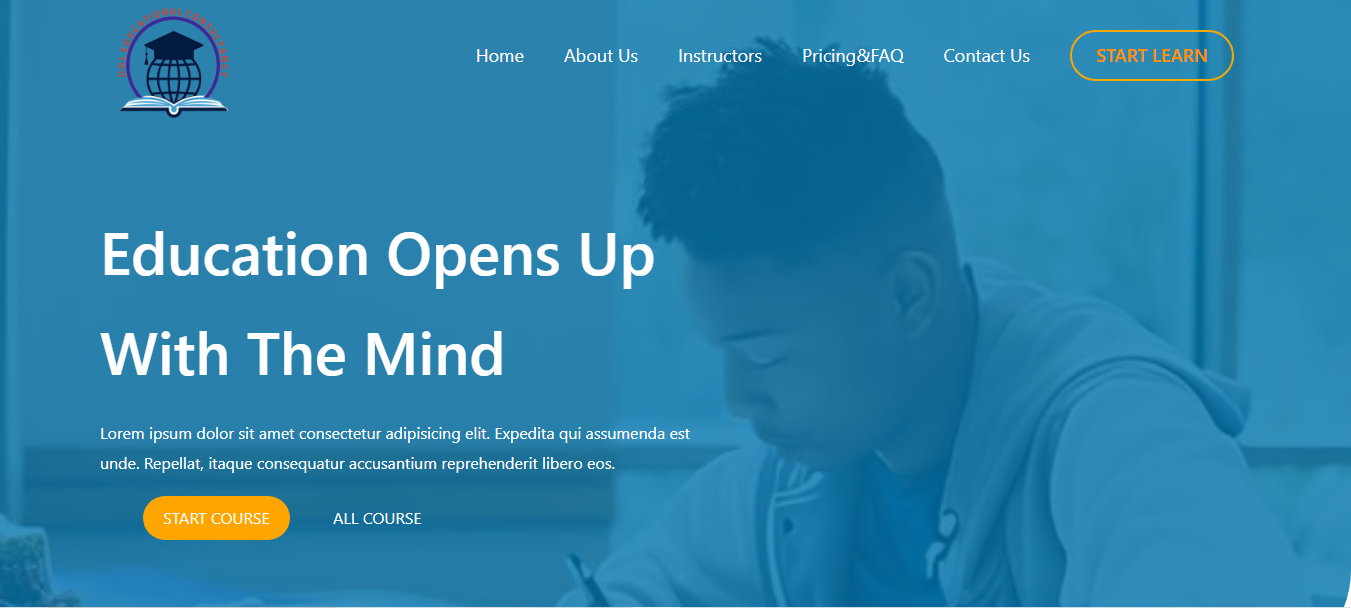 Home About Us Instructors Pricing&FAQ Contact Us START LEARN
Education Opens Up
With The Mind
Lorem ipsum dolor sit amet consectetur adipisicing elit. Expedita qui assumenda est
unde. Repellat, itaque consequatur accusantium reprehenderit libero eos.
START COURSE ALL COURSE